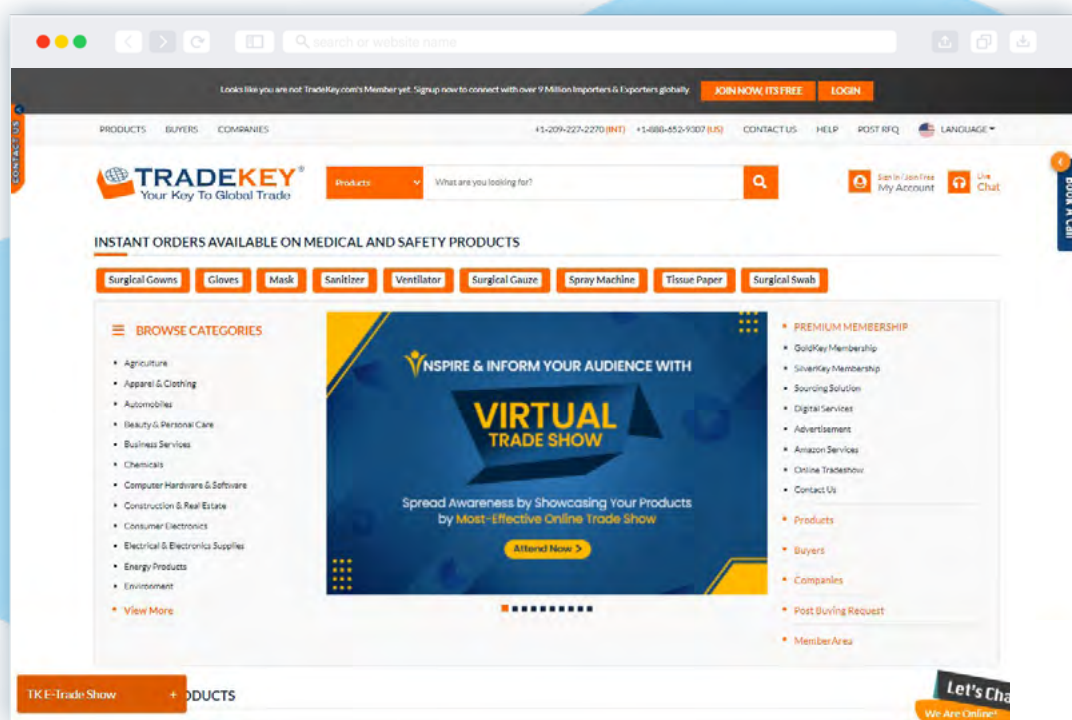 search or website name
Looks like you are not TradeKey.com's Member yet. Signup now to connect with over 9 Million Importers & Exporters globally
JOIN NOW, ITS FREE
LOGIN
CONTACT US
PRODUCTS BUYERS COMPANIES
+1-209-227-2270 (INT) +1-888-652-9307 (US) CONTACT US HELP POST RFQ LANGUAGE
TRADEKEY®
Your Key To Global Trade
Products
What are you looking for?
Sign In / Join Free
My Account
Live
Chat
BOOK A Call
INSTANT ORDERS AVAILABLE ON MEDICAL AND SAFETY PRODUCTS
Surgical Gowns Gloves Mask Sanitizer Ventilator Surgical Gauze Spray Machine Tissue Paper Surgical Swab
BROWSE CATEGORIES
Agriculture
Apparel & Clothing
Automobiles
Beauty & Personal Care
Business Services
Chemicals
Computer Hardware & Software
Construction & Real Estate
Consumer Electronics
Electrical & Electronics Supplies
Energy Products
Environment
View More
INSPIRE & INFORM YOUR AUDIENCE WITH
VIRTUAL
TRADE SHOW
Spread Awareness by Showcasing Your Products
by Most-Effective Online Trade Show
Attend Now >
PREMIUM MEMBERSHIP
GoldKey Membership
SilverKey Membership
Sourcing Solution
Digital Services
Advertisement
Amazon Services
Online Tradeshow
Contact Us
Products
Buyers
Companies
Post Buying Request
Member Area
TK E-Trade Show +
ODUCTS
Let's Cha
We Are Online!